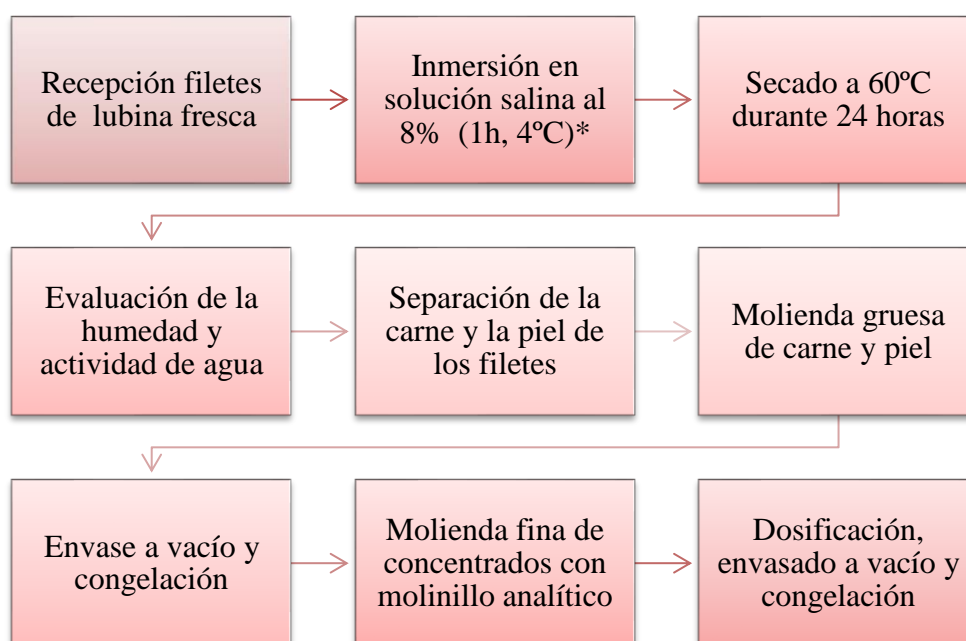 Recepción filetes
de lubina fresca
Inmersión en
solución salina al
8% (1h, 4ºC)*
Secado a 60ºC
durante 24 horas
Evaluación de la
humedad y
actividad de agua
Separación de la
carne y la piel de
los filetes
Molienda gruesa
de carne y piel
Envase a vacío y
congelación
Molienda fina de
concentrados con
molinillo analítico
Dosificación,
envasado a vacío y
congelación